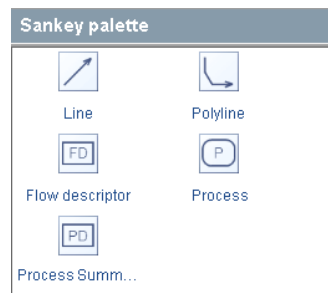 Sankey palette
Line
Polyline
FD
P
Flow descriptor
Process
PD
Process Summ...